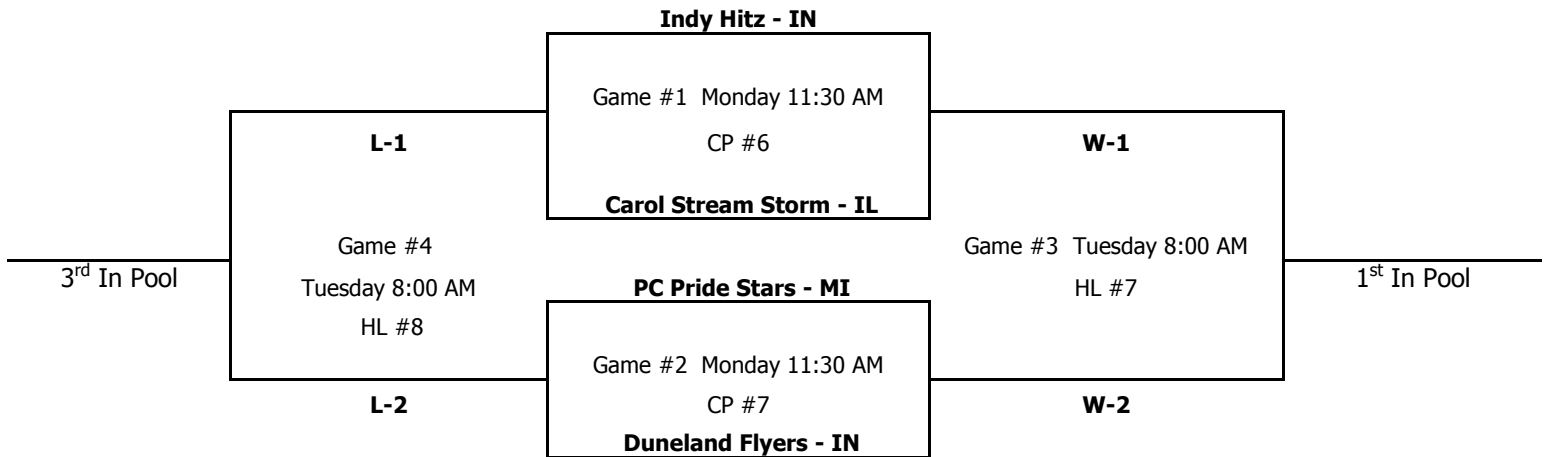 Indy Hitz - IN
Game #1 Monday 11:30 AM
L-1
CP #6
W-1
Carol Stream Storm - IL
Game #4
Game #3 Tuesday 8:00 AM
3rd In Pool
Tuesday 8:00 AM
PC Pride Stars - MI
HL #7
1st In Pool
HL #8
Game #2 Monday 11:30 AM
L-2
CP #7
W-2
Duneland Flyers - IN